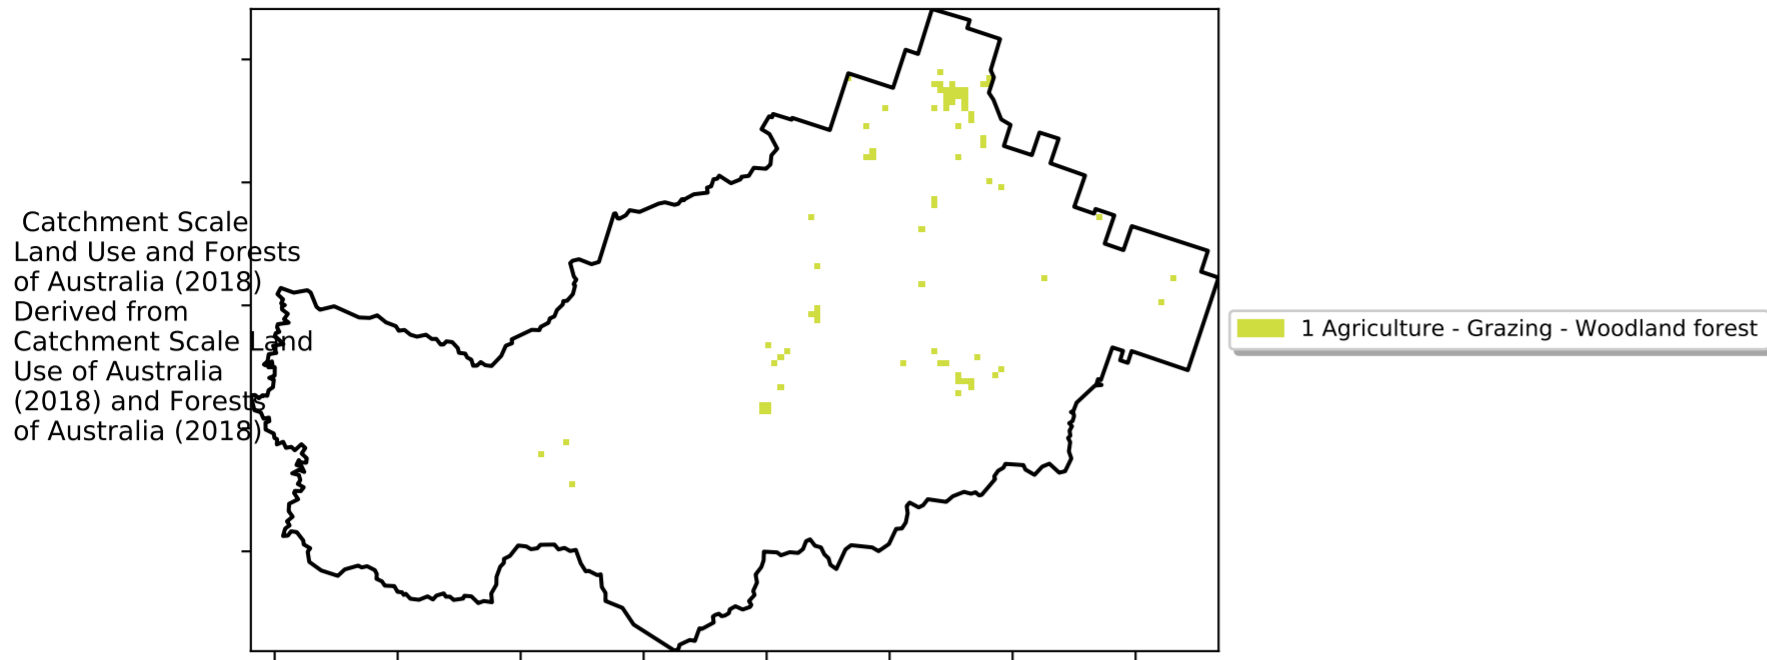 Catchment Scale
Land Use and Forests
of Australia (2018)
Derived from
Catchment Scale Land
Use of Australia
(2018) and Forests
of Australia (2018)
1 Agriculture - Grazing - Woodland forest